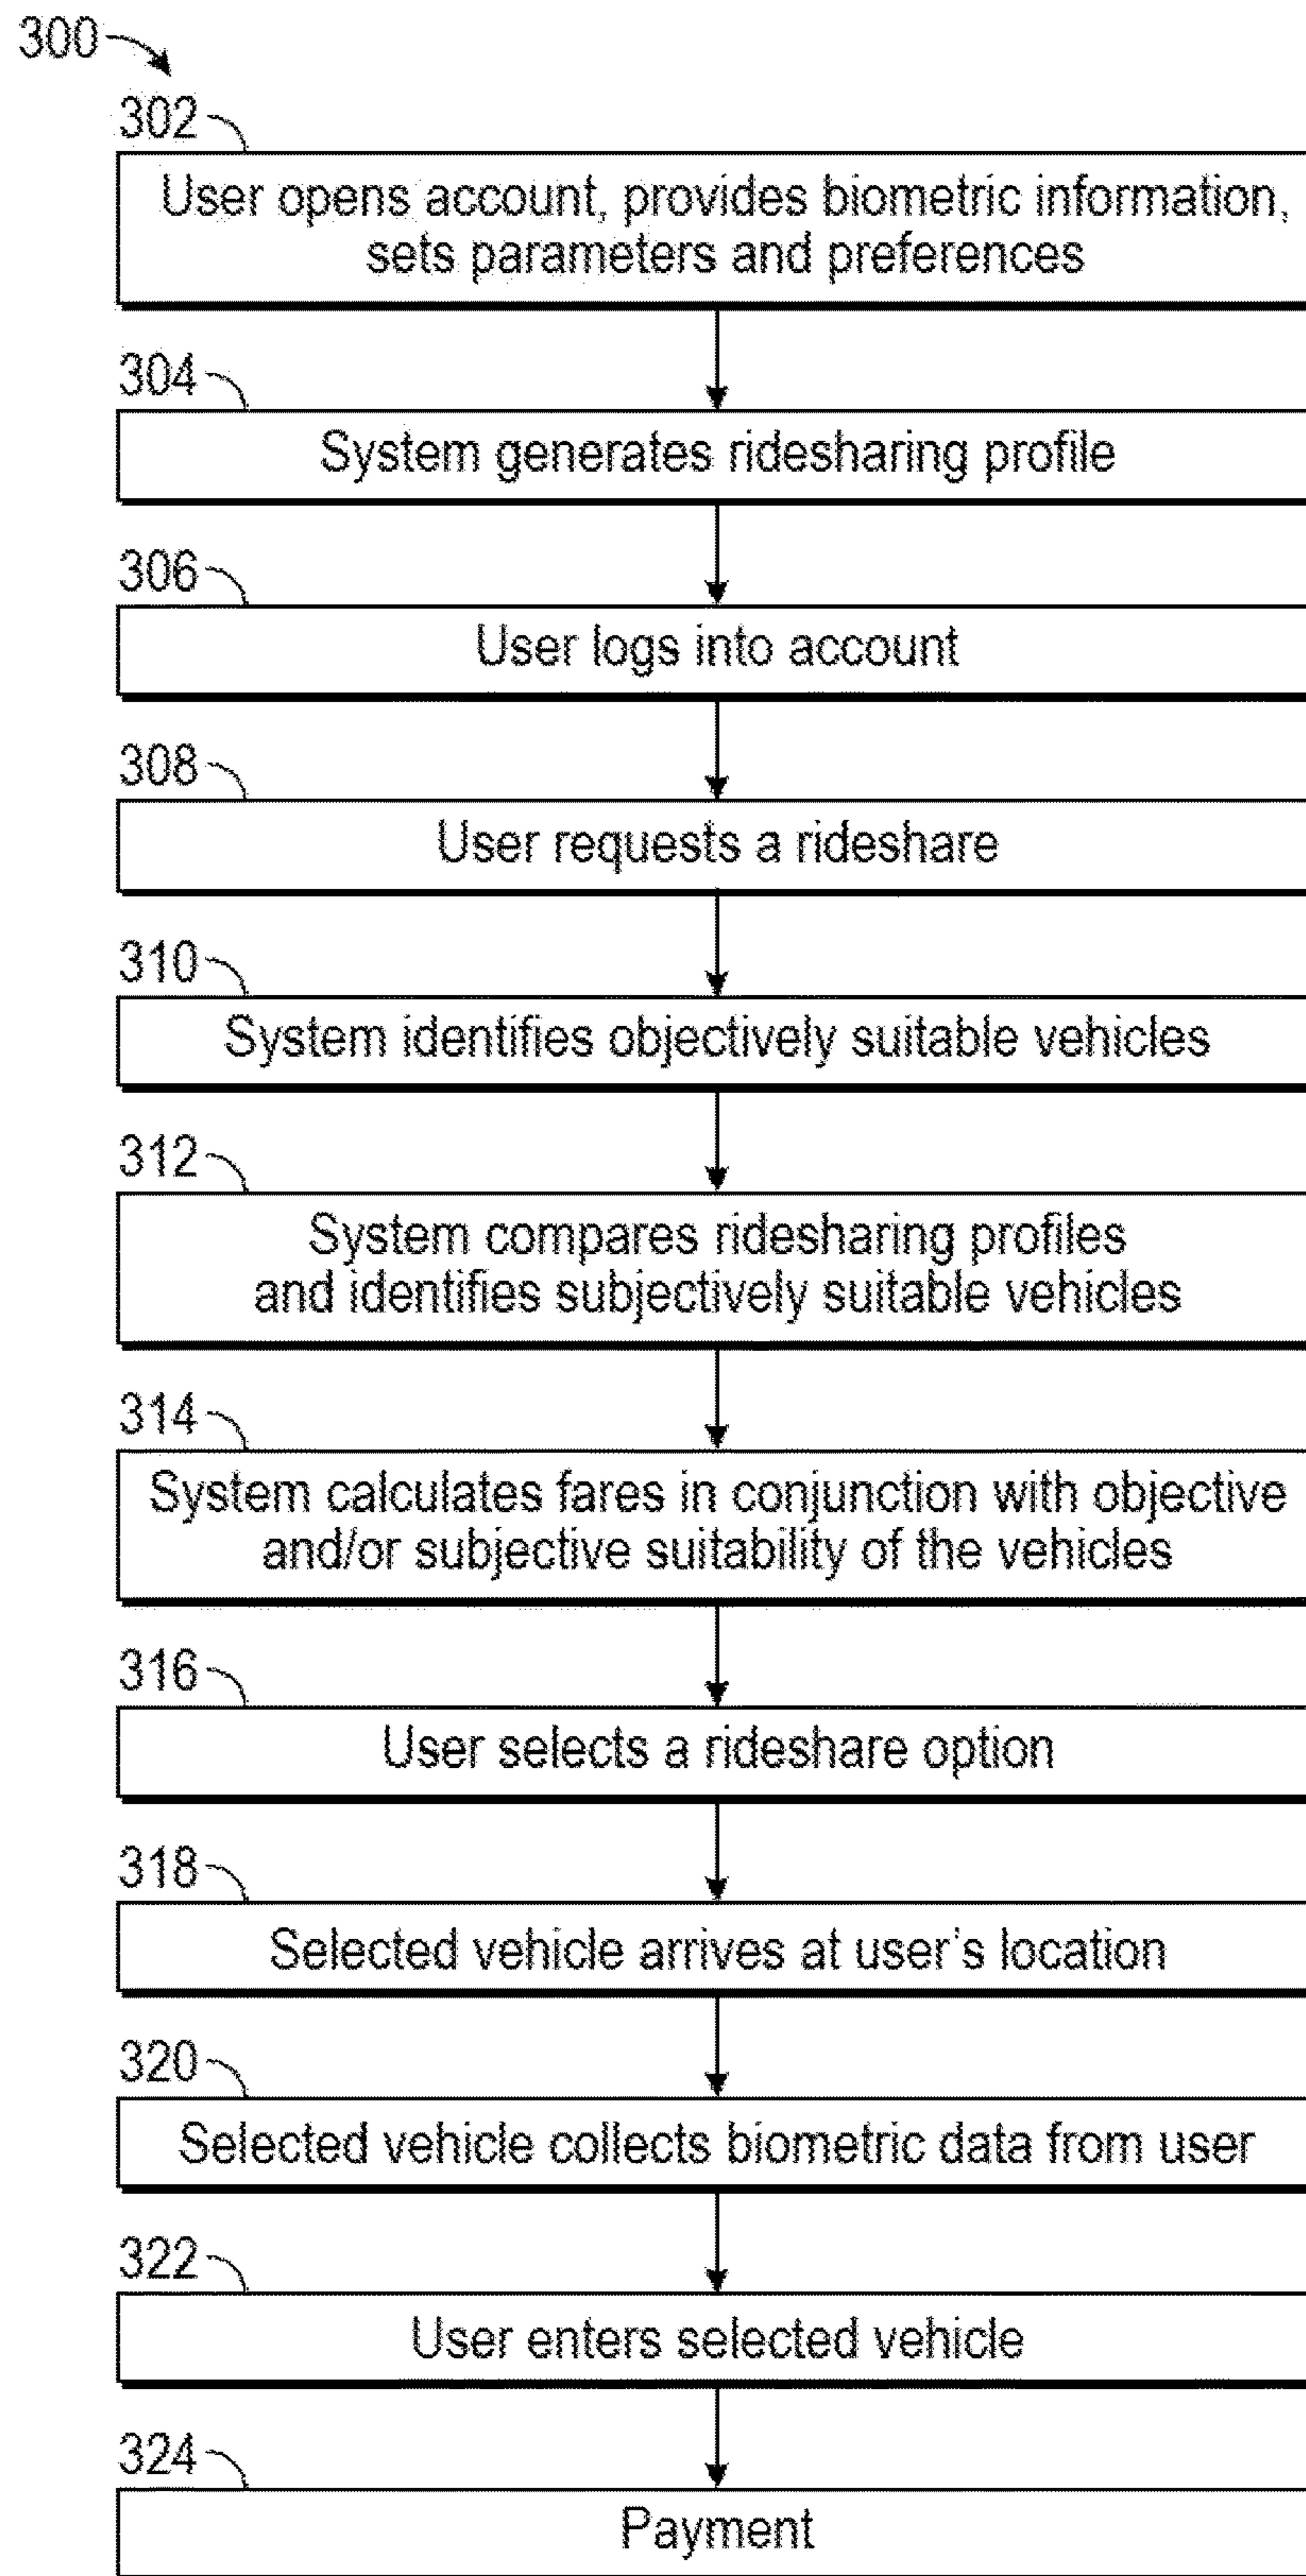 300
302
User opens account, provides biometric information,
sets parameters and preferences
304
System generates ridesharing profile
306
User logs into account
308
User requests a rideshare
310
System identifies objectively suitable vehicles
312
System compares ridesharing profiles
and identifies subjectively suitable vehicles
314
System calculates fares in conjunction with objective
and/or subjective suitability of the vehicles
316
User selects a rideshare option
318
Selected vehicle arrives at user's location
320
Selected vehicle collects biometric data from user
322
User enters selected vehicle
324
Payment